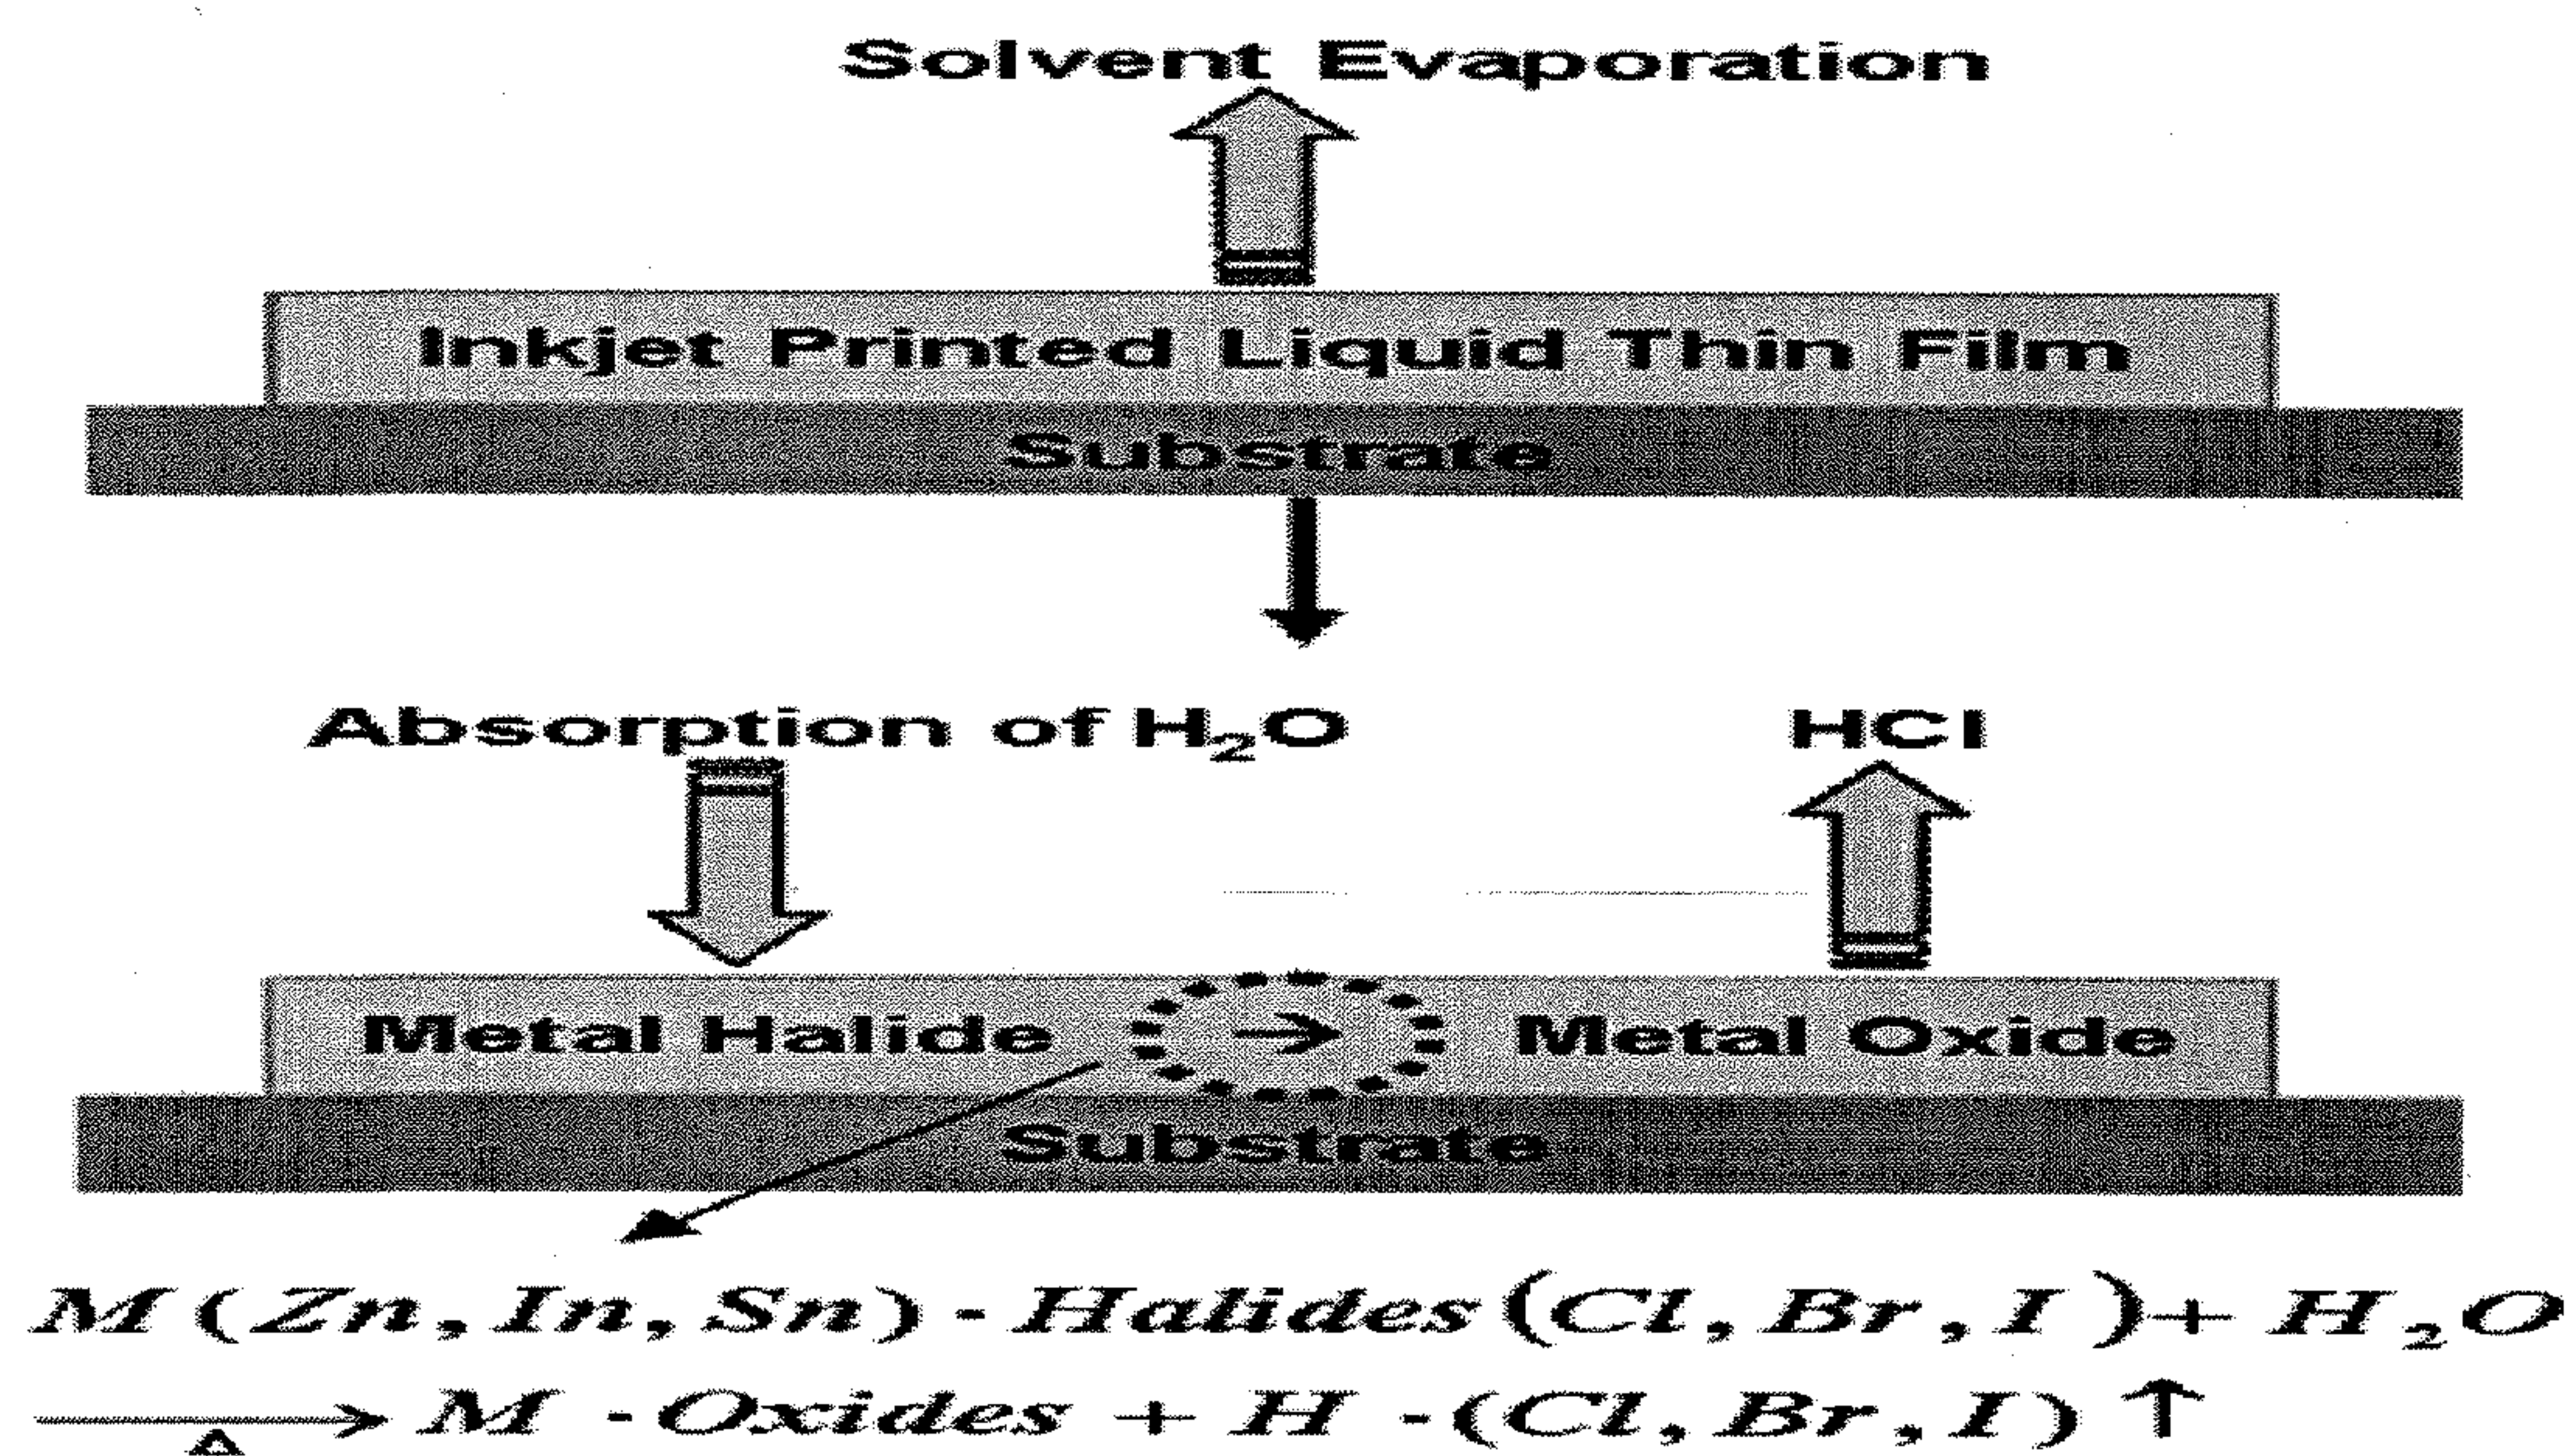 Solvent Evaporation
Inkjet Printed Liquid Thin Film
Substrate
Absorption of H₂O HCl
Metal Halide → Metal Oxide
Substrate
M (Zn, In, Sn) - Halides (Cl, Br, I) + H₂O
⟶ Δ M - Oxides + H - (Cl, Br, I) ↑